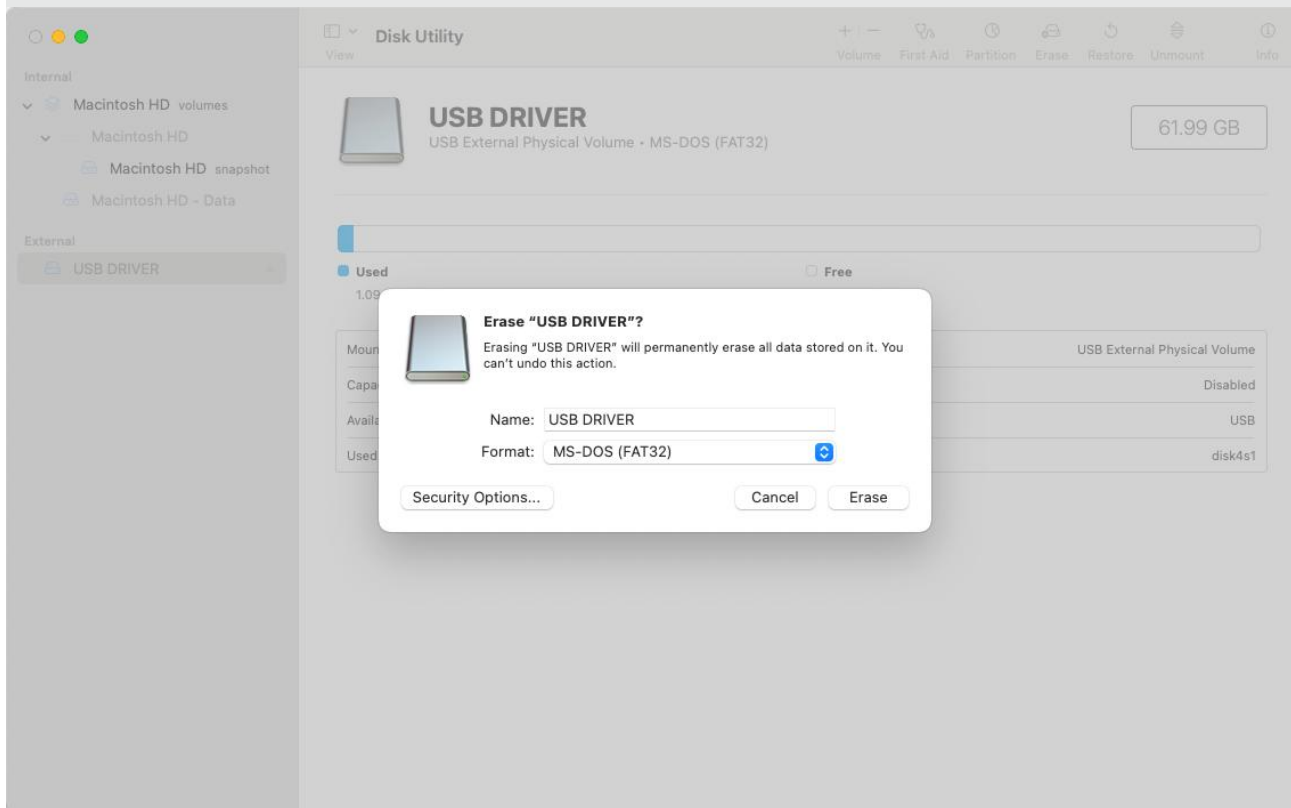 Disk Utility
View
Volume First Aid Partition Erase Restore Unmount Info
Internal
Macintosh HD volumes
Macintosh HD
Macintosh HD snapshot
Macintosh HD - Data
External
USB DRIVER
USB DRIVER
USB External Physical Volume • MS-DOS (FAT32)
61.99 GB
Used
Free
1.09
Erase “USB DRIVER”?
Erasing “USB DRIVER” will permanently erase all data stored on it. You
can’t undo this action.
Name: USB DRIVER
Format: MS-DOS (FAT32)
Security Options... Cancel Erase
USB External Physical Volume
Disabled
USB
Used disk4s1